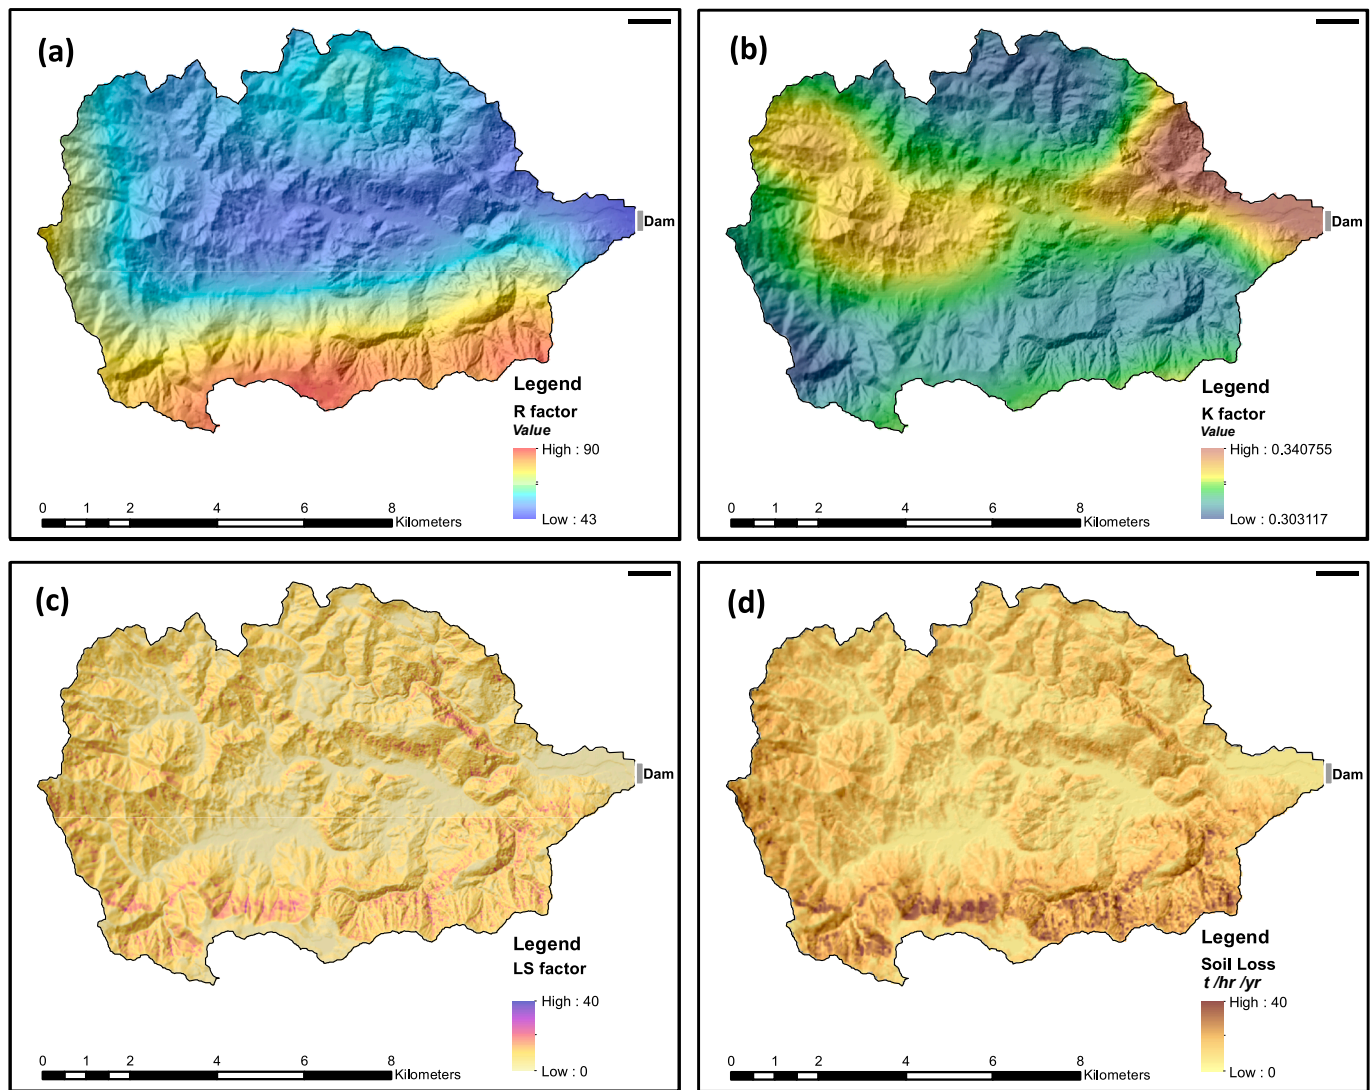 (a)
Dam
Legend
R factor
Value
High : 90
Low : 43
0 1 2 4 6 8
Kilometers
(b)
Dam
Legend
K factor
Value
High : 0.340755
Low : 0.303117
0 1 2 4 6 8
Kilometers
(c)
Dam
Legend
LS factor
High : 40
Low : 0
0 1 2 4 6 8
Kilometers
(d)
Dam
Legend
Soil Loss
t /hr /yr
High : 40
Low : 0
0 1 2 4 6 8
Kilometers